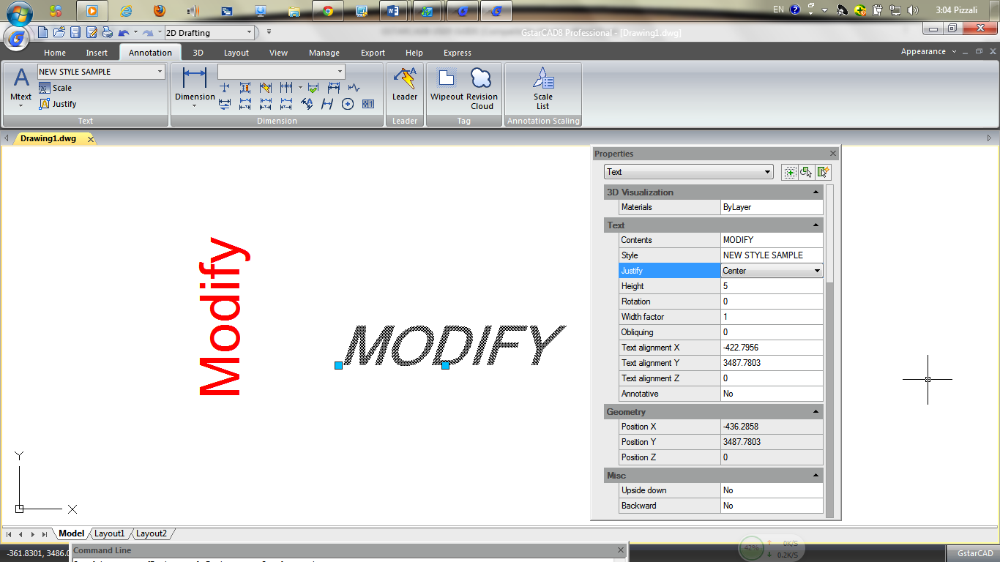 EN
3:04 Pizzali
2D Drafting
GstarCAD8 Professional - [Drawing1.dwg]
Home Insert Annotation 3D Layout View Manage Export Help Express
Appearance
NEW STYLE SAMPLE
Mtext
Scale
Justify
Text
Dimension
Dimension
Leader
Leader
Wipeout
Revision
Cloud
Tag
Scale
List
Annotation Scaling
Drawing1.dwg
Properties
Text
3D Visualization
Materials ByLayer
Text
Contents MODIFY
Style NEW STYLE SAMPLE
Justify Center
Height 5
Rotation 0
Width factor 1
Obliquing 0
Text alignment X -422.7956
Text alignment Y 3487.7803
Text alignment Z 0
Annotative No
Geometry
Position X -436.2858
Position Y 3487.7803
Position Z 0
Misc
Upside down No
Backward No
Modify
MODIFY
Y
X
Model Layout1 Layout2
-361.8301, 3486.0
Command Line
42%
0K/S
0.2K/S
GstarCAD